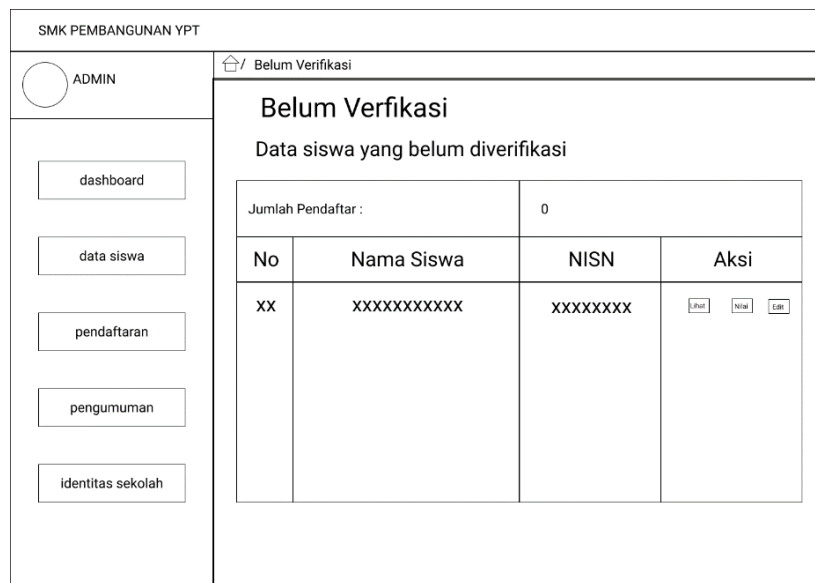 SMK PEMBANGUNAN YPT
ADMIN
/ Belum Verifikasi
Belum Verfikasi
Data siswa yang belum diverifikasi
dashboard
data siswa
pendaftaran
pengumuman
identitas sekolah
Jumlah Pendaftar : 0
No Nama Siswa NISN Aksi
XX XXXXXXXXXXX XXXXXXXX Lihat Nilai Edit